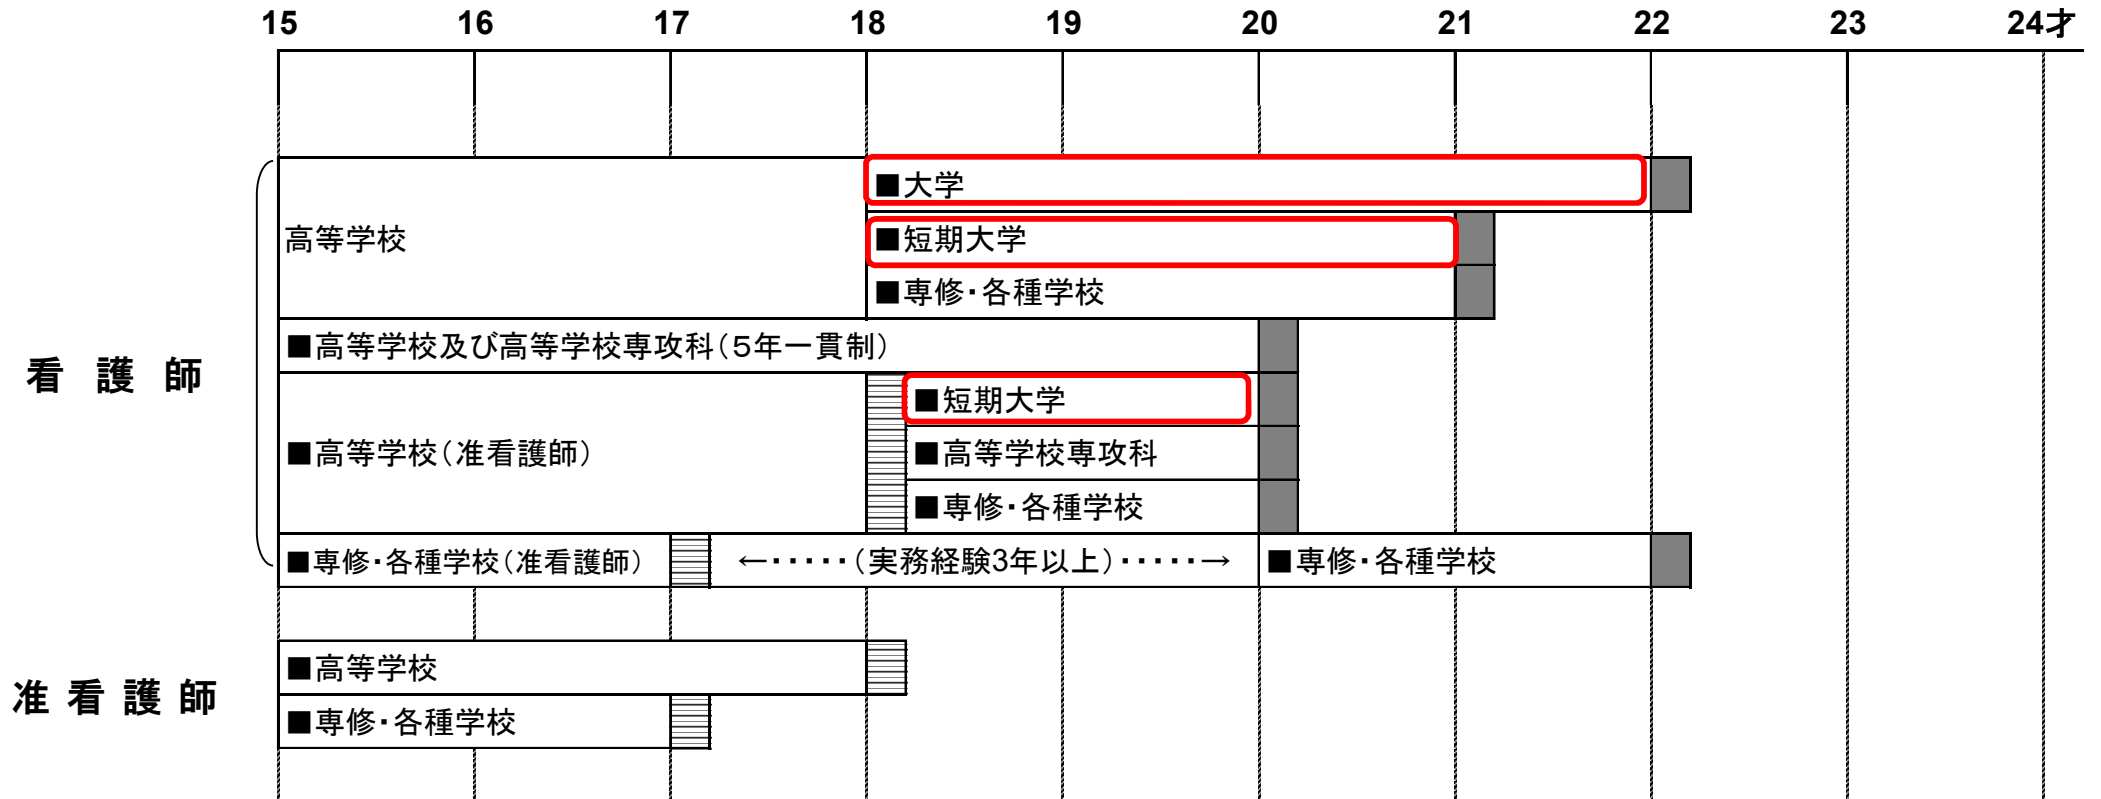 15 16 17 18 19 20 21 22 23 24才
■大学
高等学校
■短期大学
■専修・各種学校
■高等学校及び高等学校専攻科（５年一貫制）
看護師
■短期大学
■高等学校（准看護師）
■高等学校専攻科
■専修・各種学校
■専修・各種学校（准看護師） ←・・・・・（実務経験3年以上）・・・・・→ ■専修・各種学校
■高等学校
准看護師
■専修・各種学校